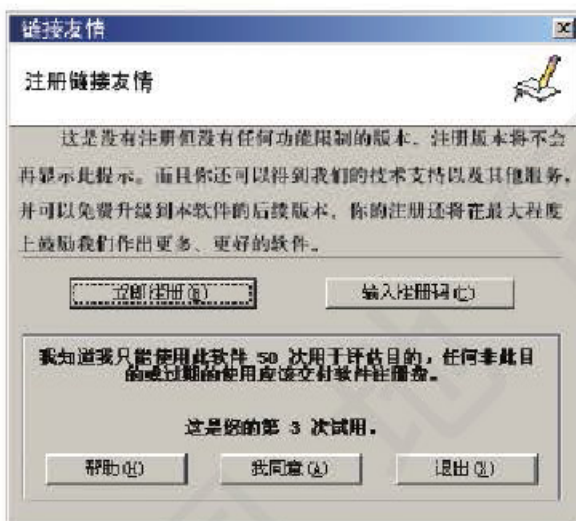 链接友情
注册链接友情
这是没有注册但没有任何功能限制的版本。注册版本将不会
再显示此提示。而且你还可以得到我们的技术支持以及其他服务,
并可以免费升级到本软件的后续版本。你的注册还将在最大程度
上鼓励我们作出更多、更好的软件。
立即注册(R)
输入注册码(C)
我知道我只能使用此软件 50 次用于评估目的,任何非此目
的或过期的使用应该交付软件注册费。
这是您的第 3 次试用。
帮助(H)
我同意(A)
退出(X)